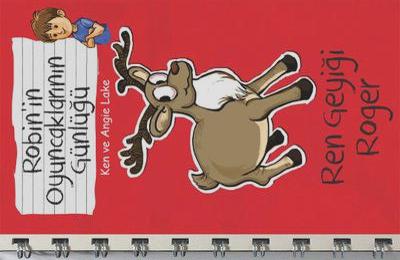 Robin'in
Oyuncaklarının
Günlüğü
Ken ve Angie Lake
Ren Geyiği
Roger